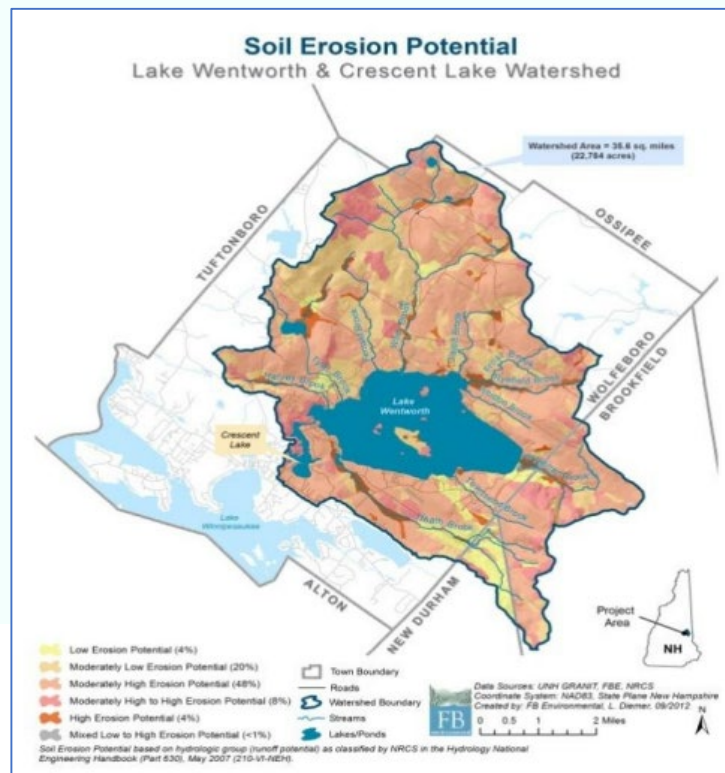 Soil Erosion Potential
Lake Wentworth & Crescent Lake Watershed
Watershed Area = 35.6 sq. miles
(22,784 acres)
TUFTONBORO
OSSIPEE
WOLFEBORO
BROOKFIELD
Lake
Wentworth
Crescent
Lake
Heath Brook
Lake
Winnipesaukee
ALTON
NEW DURHAM
Project
Area
NH
Low Erosion Potential (4%)
Moderately Low Erosion Potential (20%)
Moderately High Erosion Potential (48%)
Moderately High to High Erosion Potential (8%)
High Erosion Potential (4%)
Mixed Low to High Erosion Potential (<1%)
Town Boundary
Roads
Watershed Boundary
Streams
Lakes/Ponds
FB
Data Sources: UNH GRANIT, FBE, NRCS
Coordinate System: NAD83, State Plane New Hampshire
Created by: FB Environmental, L. Diemer, 09/2012
0 0.5 1 2 Miles
N
Soil Erosion Potential based on hydrologic group (runoff potential) as classified by NRCS in the Hydrology National
Engineering Handbook (Part 630), May 2007 (210-VI-NEH).